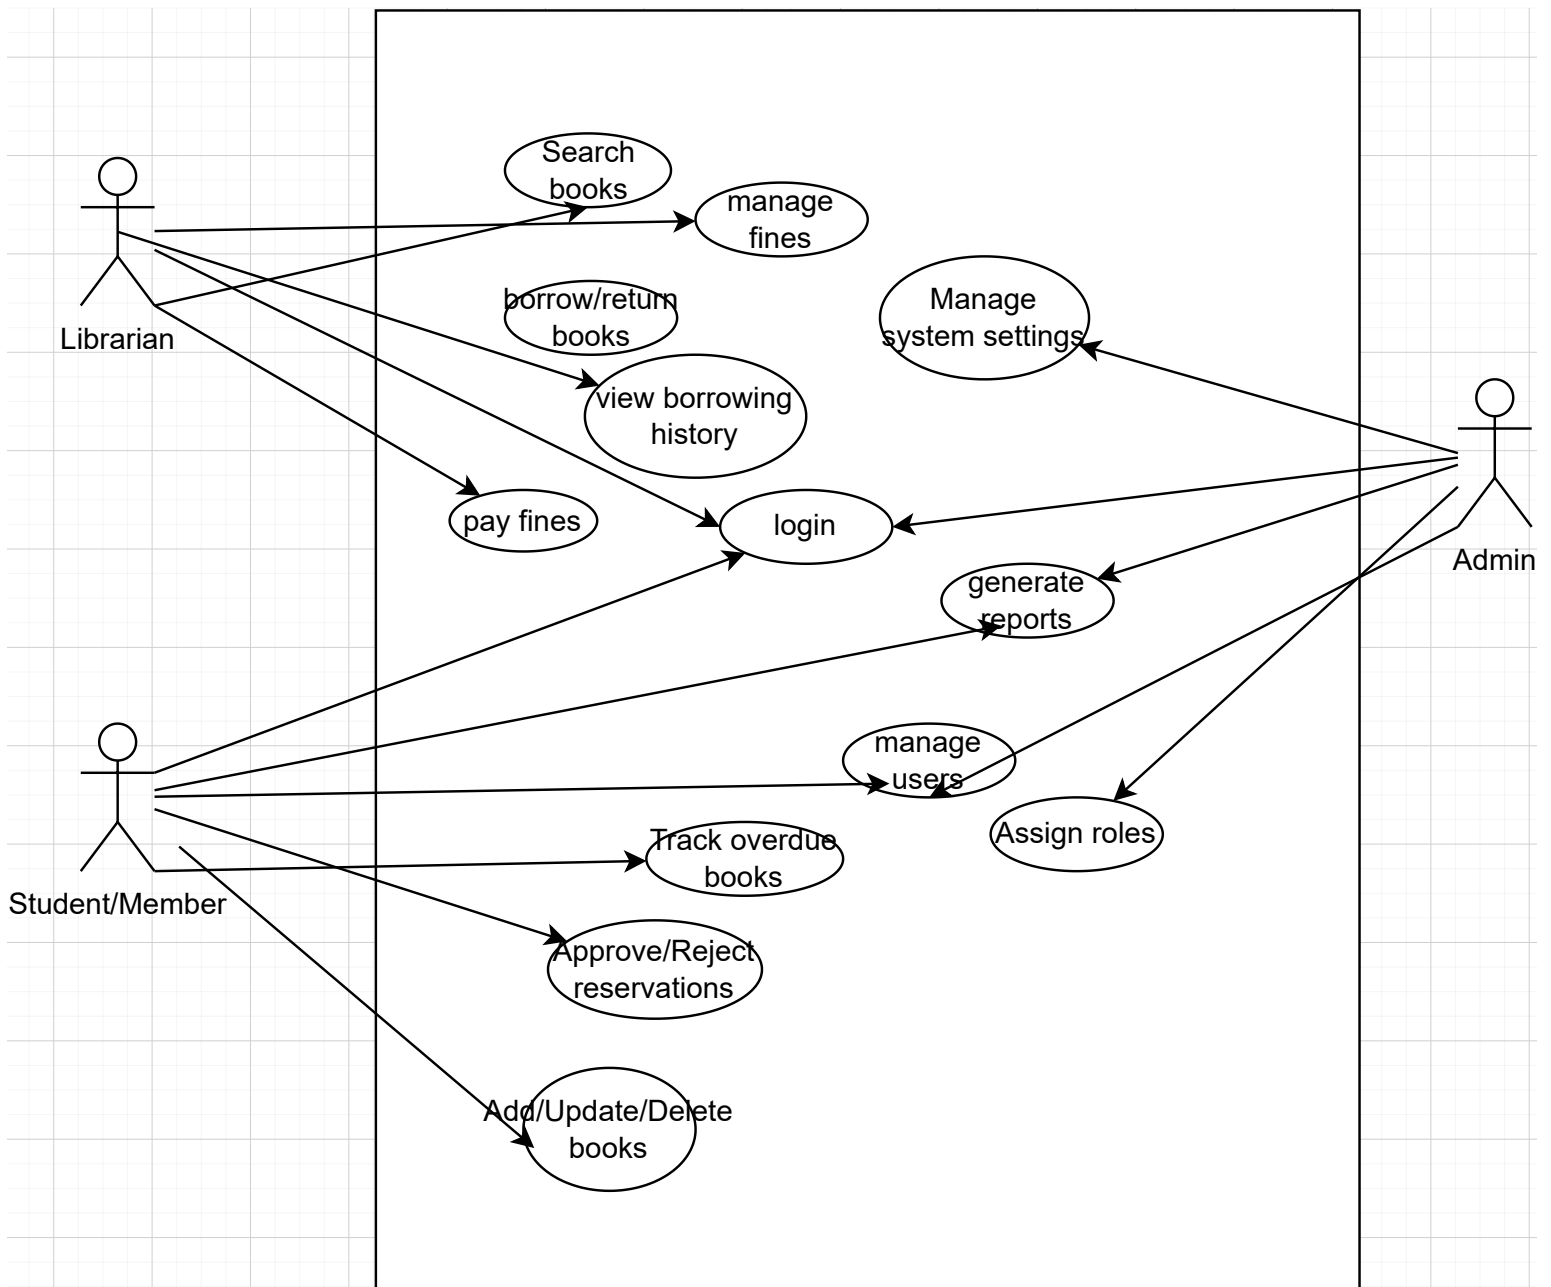 Search
books
manage
fines
Librarian
borrow/return
books
Manage
system settings
view borrowing
history
pay fines
login
Admin
generate
reports
manage
users
Assign roles
Track overdue
books
Student/Member
Approve/Reject
reservations
Add/Update/Delete
books